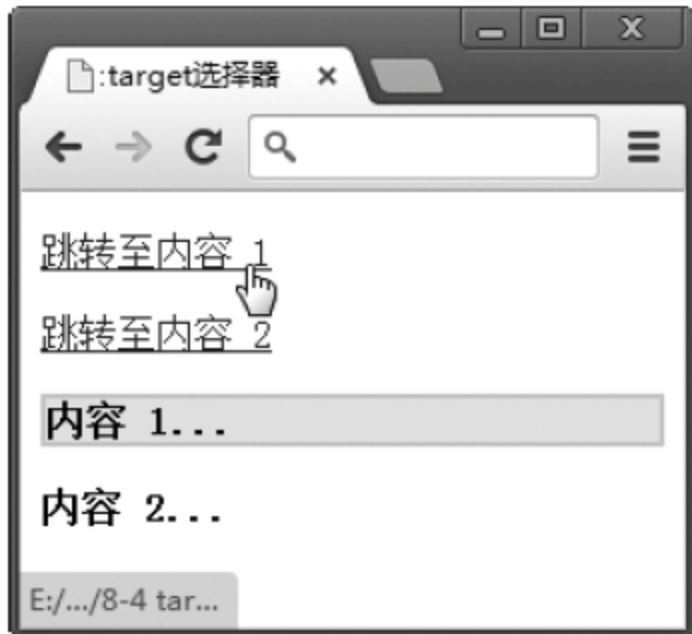 :target选择器
跳转至内容 1
跳转至内容 2
内容 1...
内容 2...
E:/.../8-4 tar...